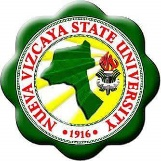 NUEVA VIZCAYA STATE UNIVERSITY
• 1916 •